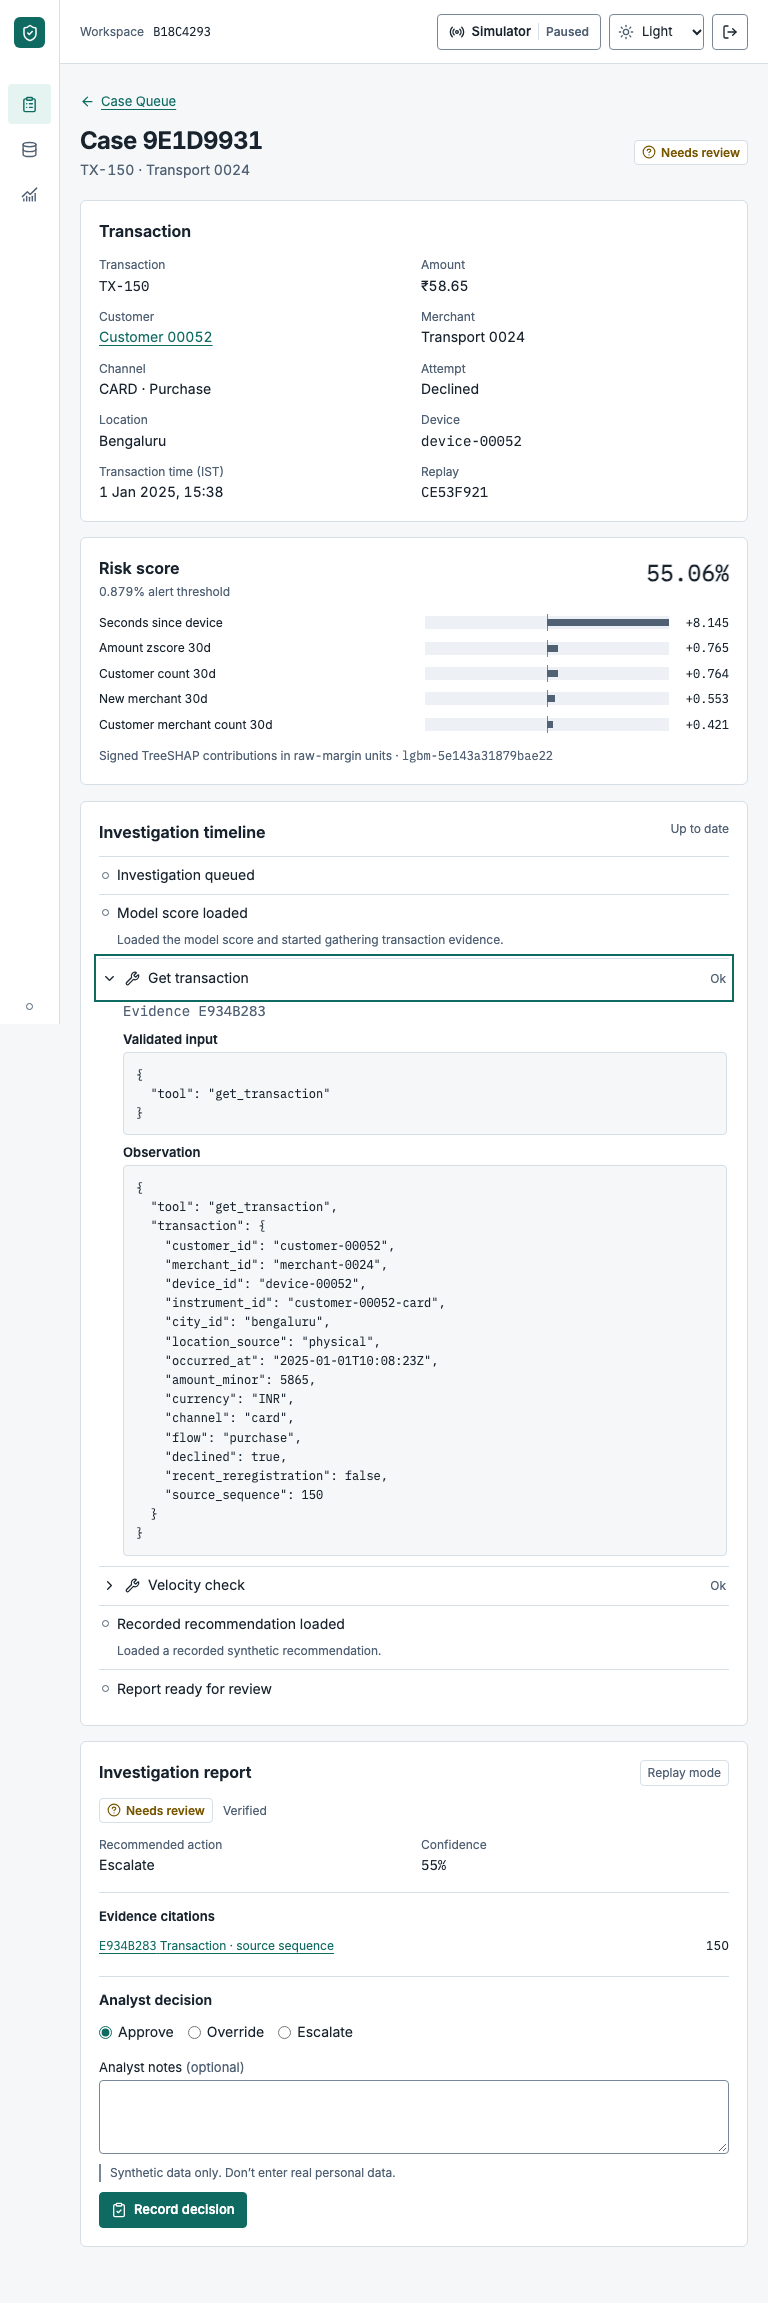 Workspace B18C4293
Simulator Paused
Light
Case Queue
Case 9E1D9931
TX-150 · Transport 0024
Needs review
Transaction
Transaction
TX-150
Amount
₹58.65
Customer
Customer 00052
Merchant
Transport 0024
Channel
CARD · Purchase
Attempt
Declined
Location
Bengaluru
Device
device-00052
Transaction time (IST)
1 Jan 2025, 15:38
Replay
CE53F921
Risk score
55.06%
0.879% alert threshold
Seconds since device +8.145
Amount zscore 30d +0.765
Customer count 30d +0.764
New merchant 30d +0.553
Customer merchant count 30d +0.421
Signed TreeSHAP contributions in raw-margin units · lgbm-5e143a31879bae22
Investigation timeline
Up to date
Investigation queued
Model score loaded
Loaded the model score and started gathering transaction evidence.
Get transaction Ok
Evidence E934B283
Validated input
{
"tool": "get_transaction"
}
Observation
{
"tool": "get_transaction",
"transaction": {
"customer_id": "customer-00052",
"merchant_id": "merchant-0024",
"device_id": "device-00052",
"instrument_id": "customer-00052-card",
"city_id": "bengaluru",
"location_source": "physical",
"occurred_at": "2025-01-01T10:08:23Z",
"amount_minor": 5865,
"currency": "INR",
"channel": "card",
"flow": "purchase",
"declined": true,
"recent_reregistration": false,
"source_sequence": 150
}
}
Velocity check Ok
Recorded recommendation loaded
Loaded a recorded synthetic recommendation.
Report ready for review
Investigation report
Replay mode
Needs review Verified
Recommended action
Escalate
Confidence
55%
Evidence citations
E934B283 Transaction · source sequence 150
Analyst decision
Approve Override Escalate
Analyst notes (optional)
Synthetic data only. Don’t enter real personal data.
Record decision